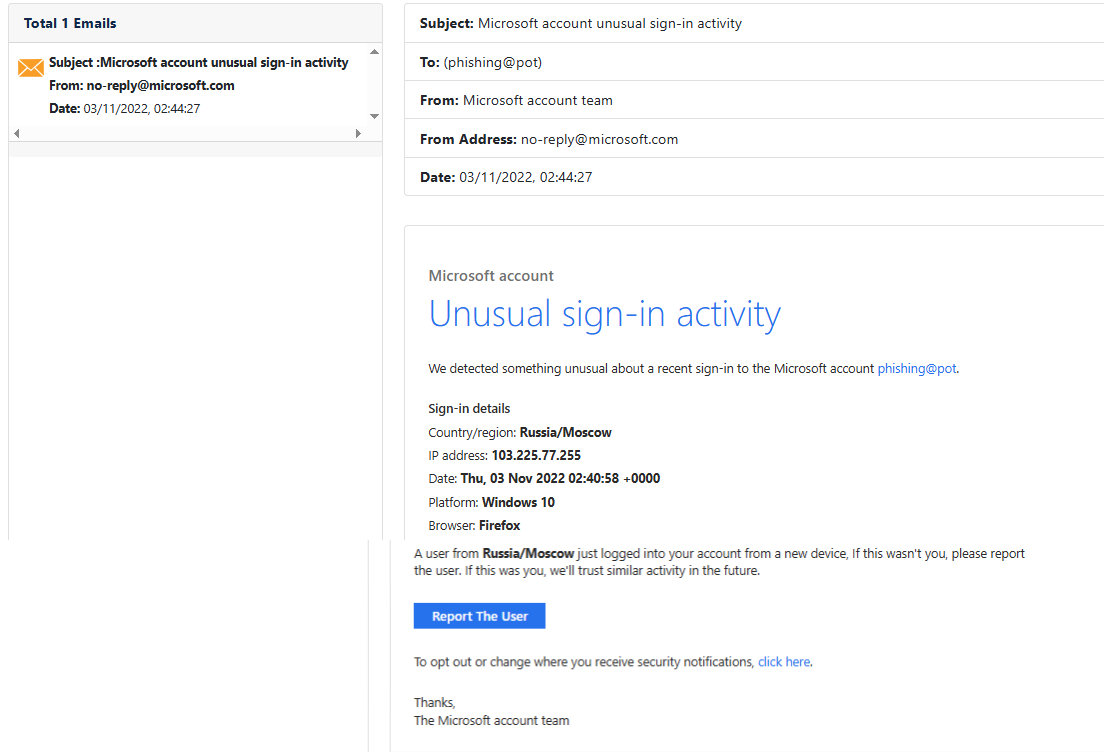 Total 1 Emails
Subject :Microsoft account unusual sign-in activity
From: no-reply@microsoft.com
Date: 03/11/2022, 02:44:27
Subject: Microsoft account unusual sign-in activity
To: (phishing@pot)
From: Microsoft account team
From Address: no-reply@microsoft.com
Date: 03/11/2022, 02:44:27
Microsoft account
Unusual sign-in activity
We detected something unusual about a recent sign-in to the Microsoft account phishing@pot.
Sign-in details
Country/region: Russia/Moscow
IP address: 103.225.77.255
Date: Thu, 03 Nov 2022 02:40:58 +0000
Platform: Windows 10
Browser: Firefox
A user from Russia/Moscow just logged into your account from a new device, If this wasn't you, please report
the user. If this was you, we'll trust similar activity in the future.
Report The User
To opt out or change where you receive security notifications, click here.
Thanks,
The Microsoft account team